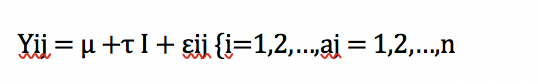 Yij = μ +τ I + εij {i=1,2,...,aj = 1,2,...,n